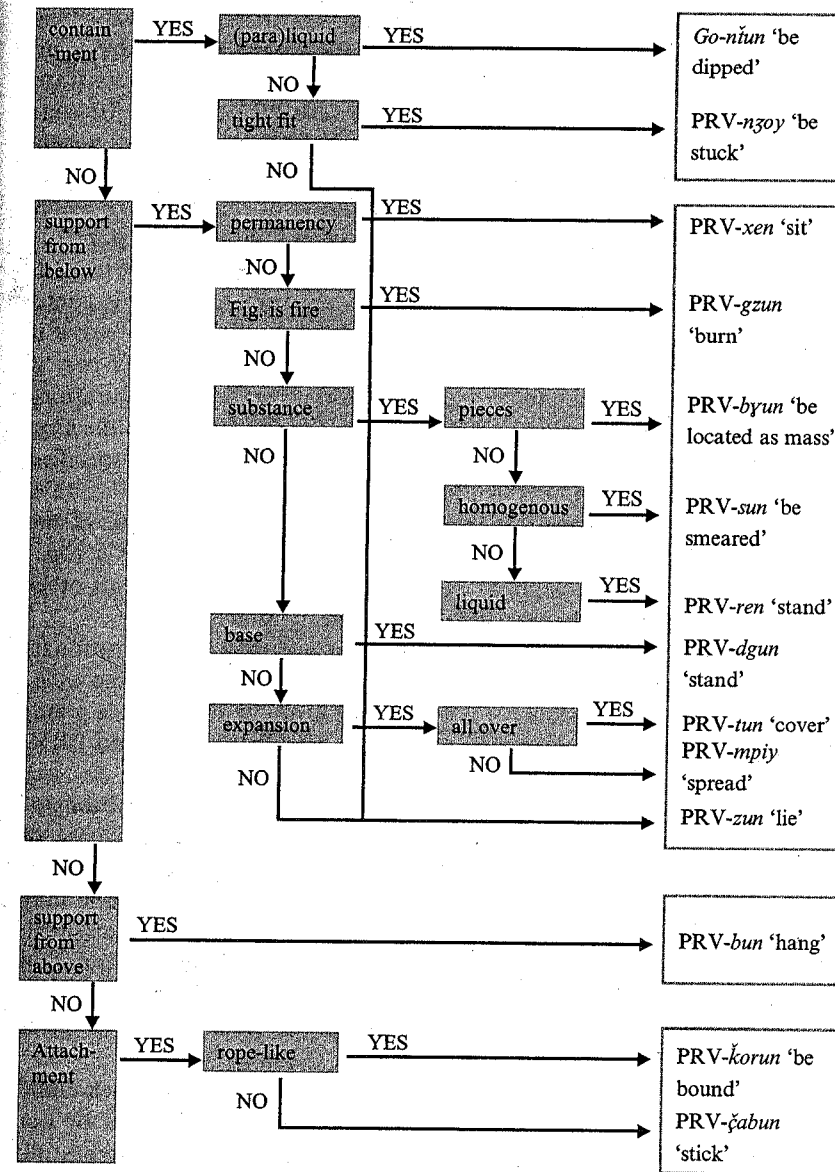 contain
-ment
YES
(para)liquid
YES
Go-nťun ‘be
dipped’
NO
tight fit
YES
PRV-nʒoy ‘be
stuck’
NO
NO
support
from
below
YES
permanency
YES
PRV-xen ‘sit’
NO
Fig. is fire
YES
PRV-gzun
‘burn’
NO
substance
YES
pieces
YES
PRV-bɣun ‘be
located as mass’
NO
NO
homogenous
YES
PRV-sun ‘be
smeared’
NO
liquid
YES
PRV-ren ‘stand’
base
YES
PRV-dgun
‘stand’
NO
expansion
YES
all over
YES
PRV-tun ‘cover’
NO
PRV-mpiy
‘spread’
NO
PRV-zun ‘lie’
NO
support
from
above
YES
PRV-bun ‘hang’
NO
Attach-
ment
YES
rope-like
YES
PRV-ǩorun ‘be
bound’
NO
PRV-çǎbun
‘stick’